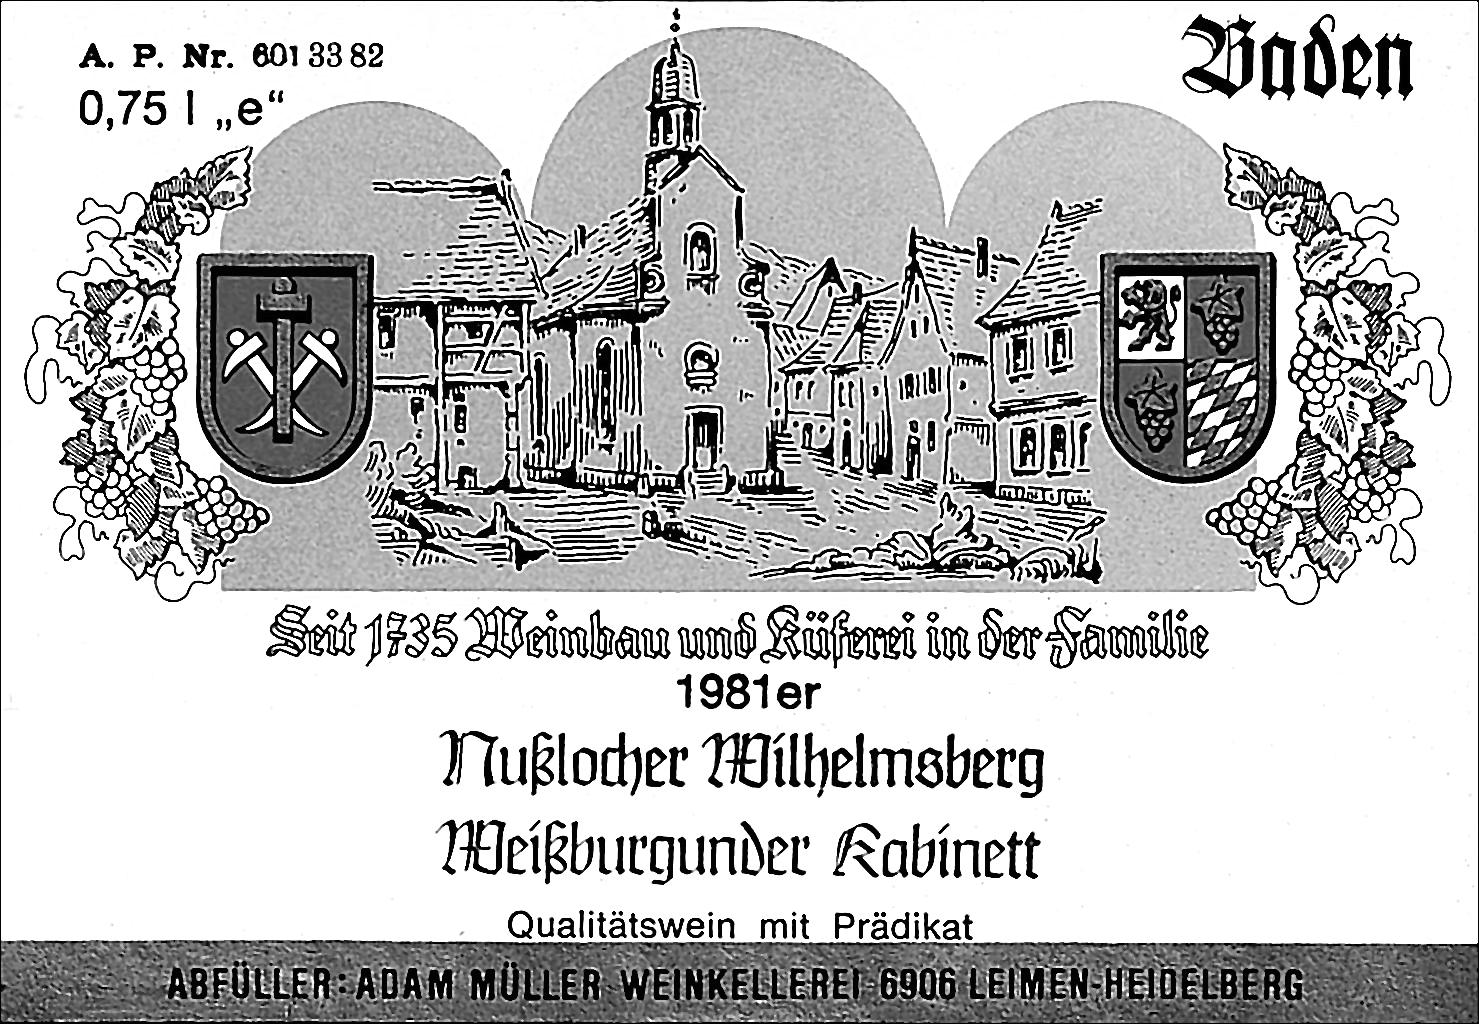 A. P. Nr. 601 33 82
0,75 l „e“
Baden
Seit 1735 Weinbau und Küferei in der Familie
1981er
Nußlocher Wilhelmsberg
Weißburgunder Kabinett
Qualitätswein mit Prädikat
ABFÜLLER: ADAM MÜLLER WEINKELLEREI 6906 LEIMEN-HEIDELBERG